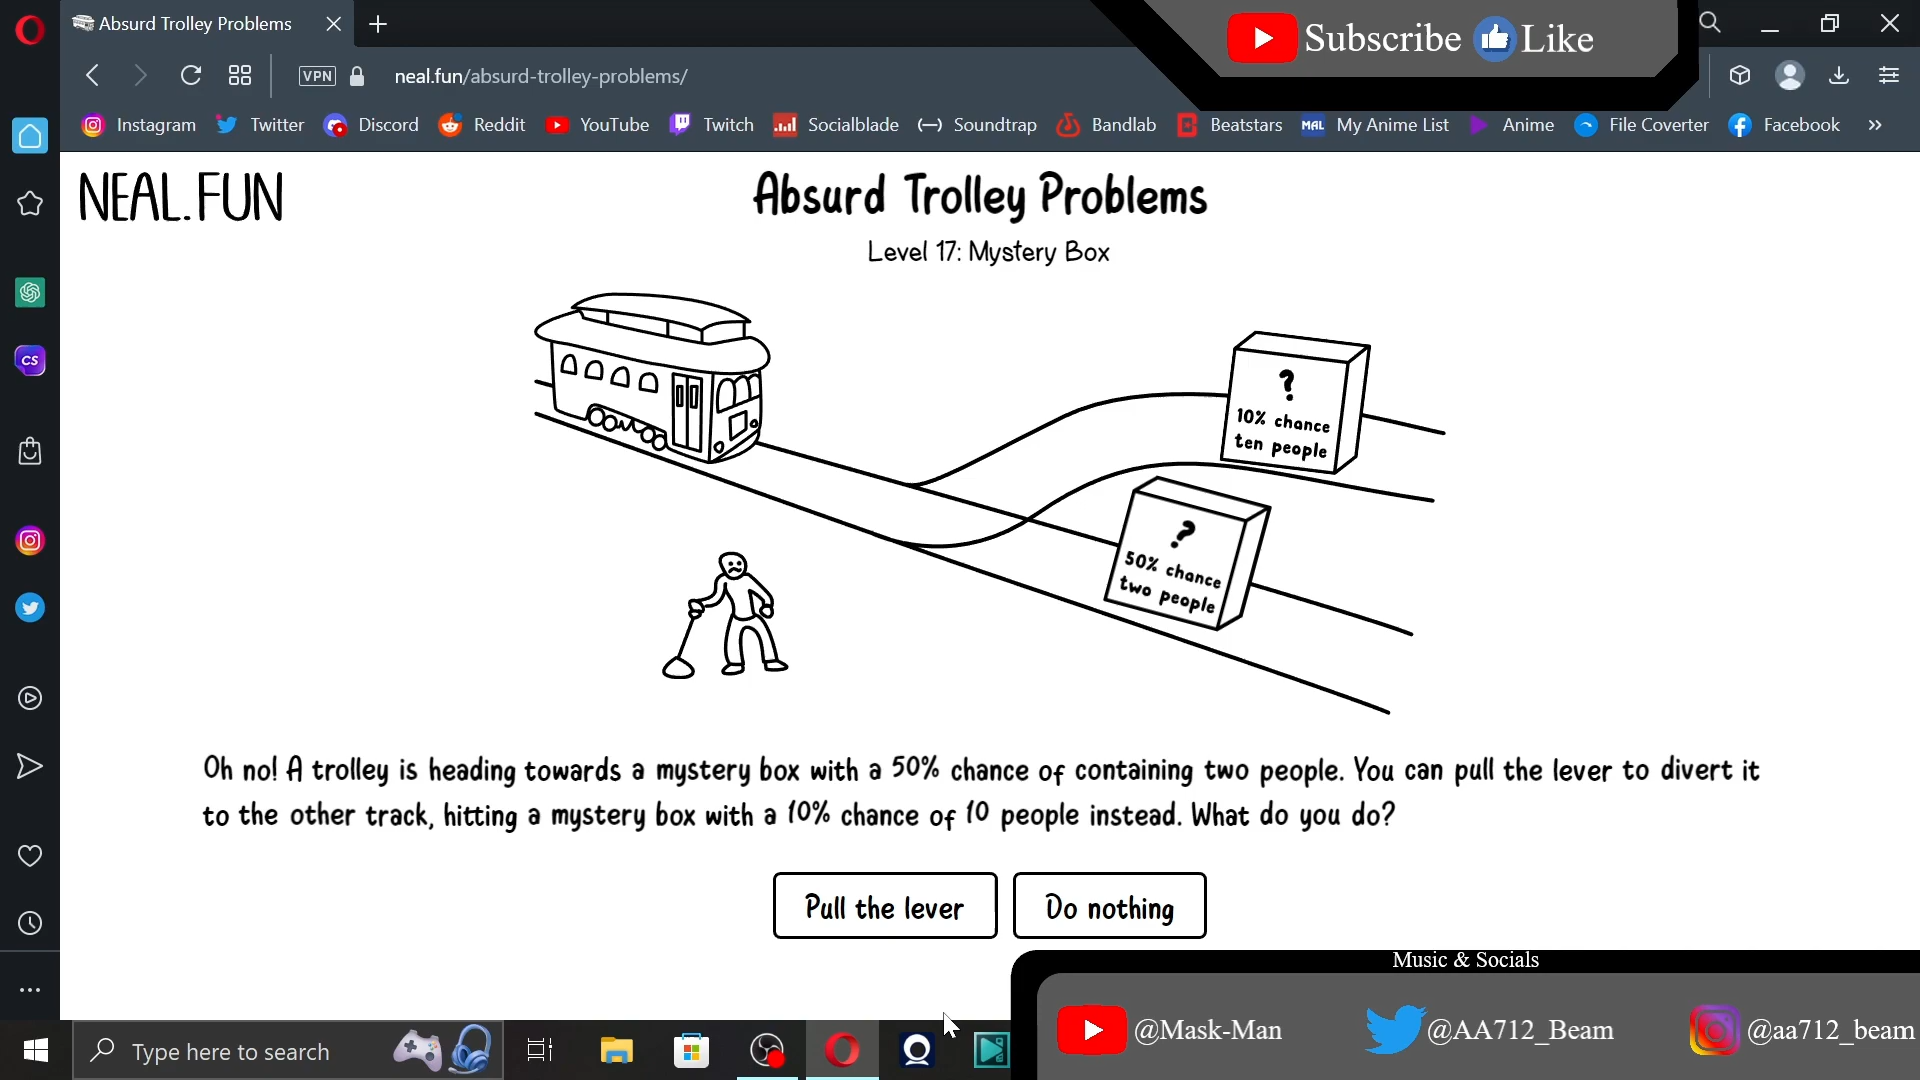 Absurd Trolley Problems
Subscribe Like
VPN neal.fun/absurd-trolley-problems/
Instagram Twitter Discord Reddit YouTube Twitch Socialblade Soundtrap Bandlab Beatstars MAL My Anime List Anime File Coverter Facebook »
NEAL.FUN
Absurd Trolley Problems
Level 17: Mystery Box
CS
?
10% chance
ten people
?
50% chance
two people
Oh no! A trolley is heading towards a mystery box with a 50% chance of containing two people. You can pull the lever to divert it
to the other track, hitting a mystery box with a 10% chance of 10 people instead. What do you do?
Pull the lever Do nothing
Music & Socials
@Mask-Man @AA712_Beam @aa712_beam
Type here to search